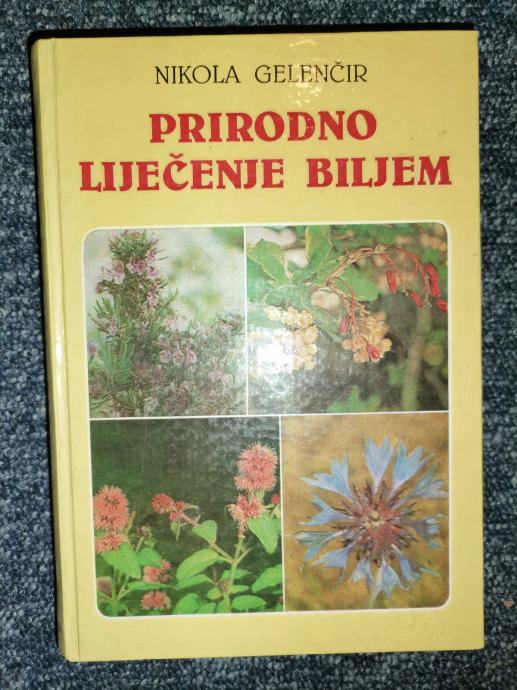 NIKOLA GELENČIR
PRIRODNO
LIJEČENJE BILJEM